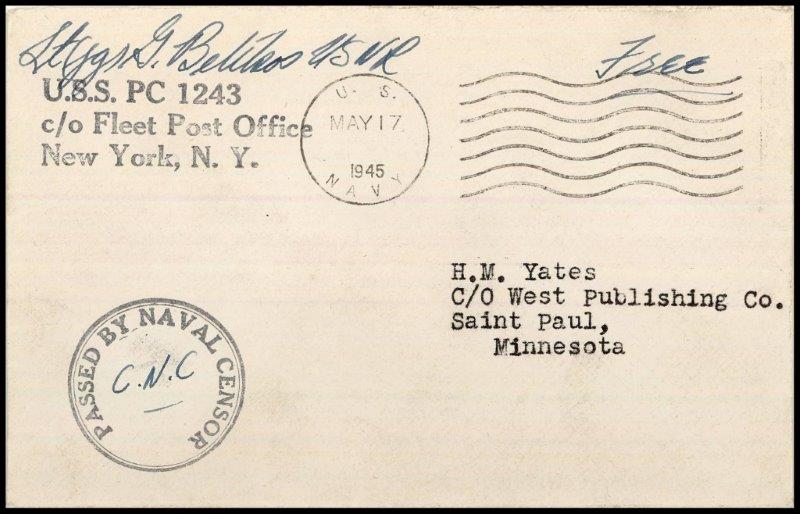 G. USNR
Free
U.S.S. PC 1243
c/o Fleet Post Office
New York, N. Y.
U. S.
MAY 17
1945
NAVY
H.M. Yates
C/O West Publishing Co.
Saint Paul,
Minnesota
PASSED BY NAVAL CENSOR
C.N.C